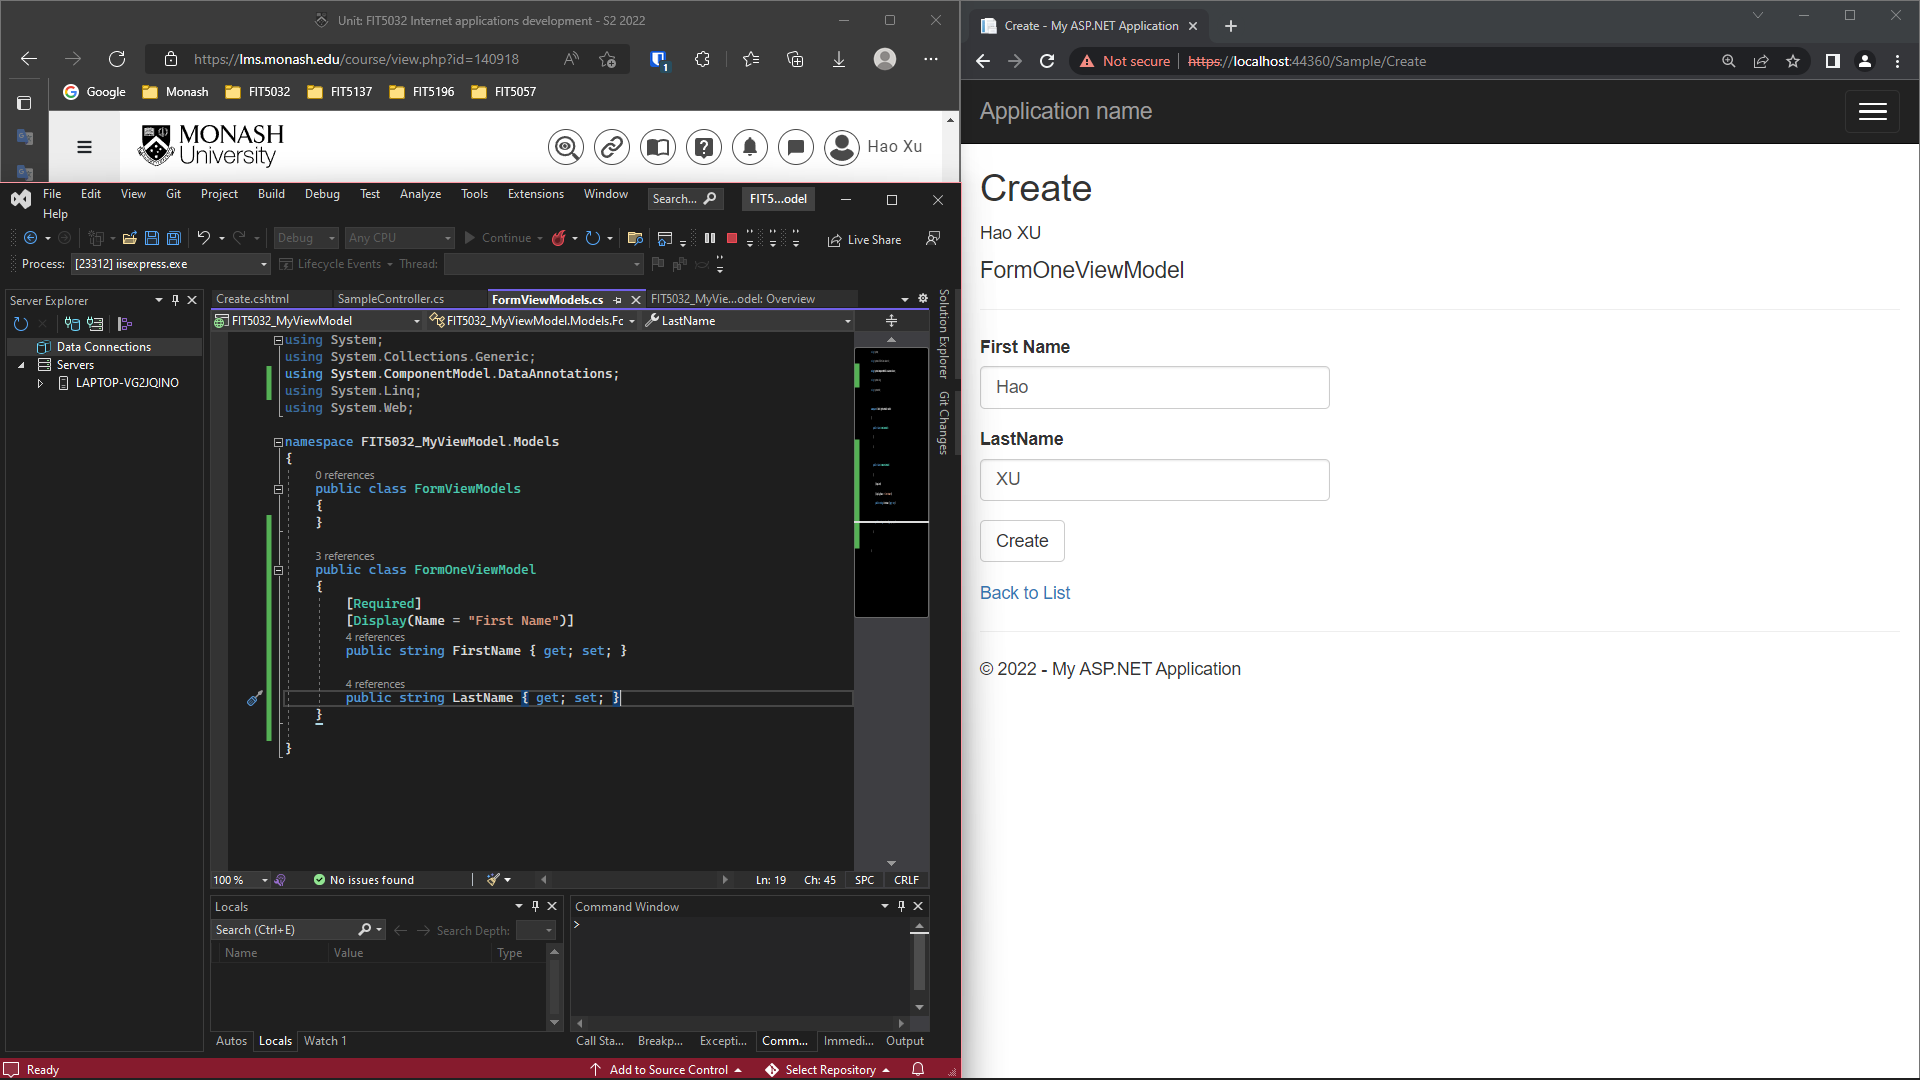 Unit: FIT5032 Internet applications development - S2 2022
https://lms.monash.edu/course/view.php?id=140918
Google Monash FIT5032 FIT5137 FIT5196 FIT5057
MONASH University
Hao Xu
File Edit View Git Project Build Debug Test Analyze Tools Extensions Window Search... FIT5...odel
Help
Debug Any CPU Continue Live Share
Process: [23312] iisexpress.exe Lifecycle Events Thread:
Server Explorer
Data Connections
Servers
LAPTOP-VG2JQINO
Create.cshtml SampleController.cs FormViewModels.cs FIT5032_MyVie...odel: Overview
FIT5032_MyViewModel FIT5032_MyViewModel.Models.Fc LastName
using System;
using System.Collections.Generic;
using System.ComponentModel.DataAnnotations;
using System.Linq;
using System.Web;
namespace FIT5032_MyViewModel.Models
{
0 references
public class FormViewModels
{
}
3 references
public class FormOneViewModel
{
[Required]
[Display(Name = "First Name")]
4 references
public string FirstName { get; set; }
4 references
public string LastName { get; set; }
}
}
Solution Explorer
Git Changes
100 % No issues found Ln: 19 Ch: 45 SPC CRLF
Locals
Search (Ctrl+E) Search Depth:
Name Value Type
Autos Locals Watch 1
Command Window
>
Call Sta... Breakp... Excepti... Comm... Immedi... Output
Ready Add to Source Control Select Repository
Create - My ASP.NET Application
Not secure https://localhost:44360/Sample/Create
Application name
Create
Hao XU
FormOneViewModel
First Name
Hao
LastName
XU
Create
Back to List
© 2022 - My ASP.NET Application